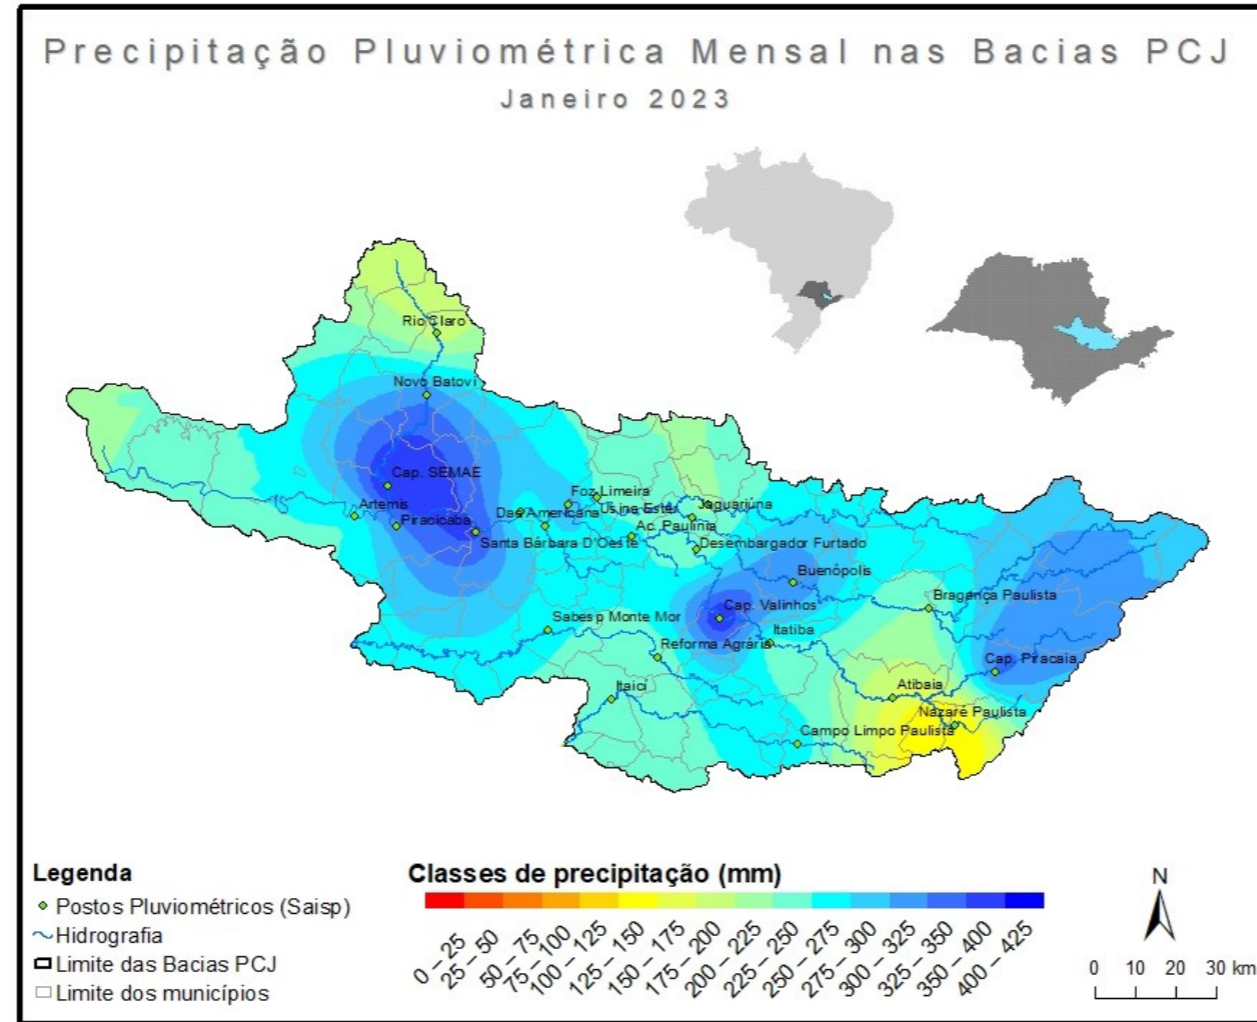 Precipitação Pluviométrica Mensal nas Bacias PCJ
Janeiro 2023
Rio Claro
Novo Batovi
Cap. SEMAE
Artemis
Piracicaba
Foz Limeira
Usina Ester
Dae Americana
Santa Bárbara D'Oeste
Jaguariúna
Ac. Paulínia
Desembargador Furtado
Buenópolis
Bragança Paulista
Cap. Valinhos
Sabesp Monte Mor
Itatiba
Reforma Agrária
Cap. Piracaia
Itaici
Atibaia
Nazaré Paulista
Campo Limpo Paulista
Legenda
Postos Pluviométricos (Saisp)
Hidrografia
Limite das Bacias PCJ
Limite dos municípios
Classes de precipitação (mm)
0 – 25
25 – 50
50 – 75
75 – 100
100 – 125
125 – 150
150 – 175
175 – 200
200 – 225
225 – 250
250 – 275
275 – 300
300 – 325
325 – 350
350 – 400
400 – 425
N
0 10 20 30 km